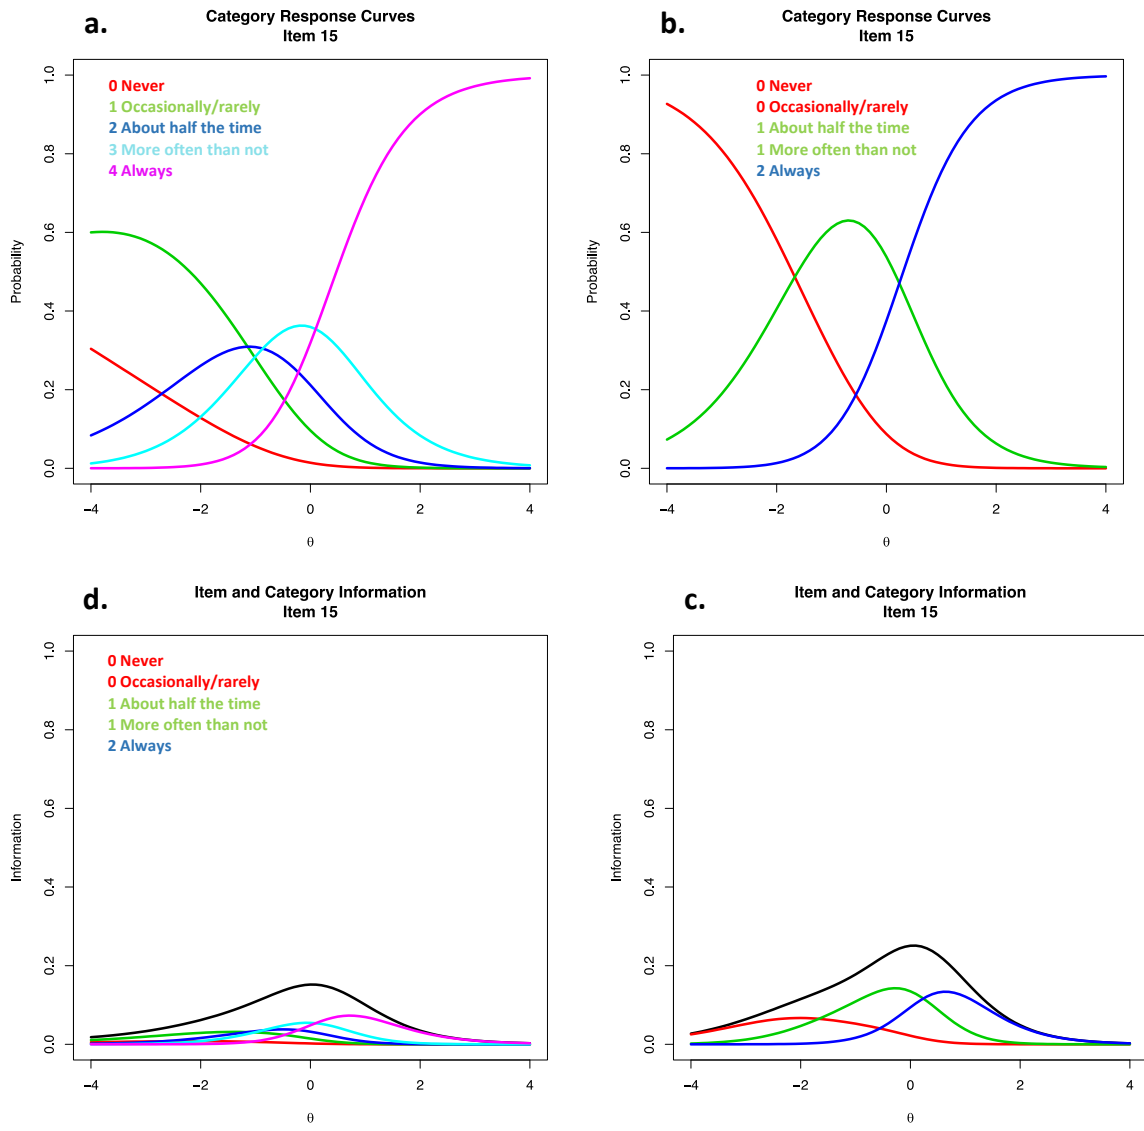 a.
Category Response Curves
Item 15
0 Never
1 Occasionally/rarely
2 About half the time
3 More often than not
4 Always
Probability
0.0
0.2
0.4
0.6
0.8
1.0
−4
−2
0
2
4
θ
b.
Category Response Curves
Item 15
0 Never
0 Occasionally/rarely
1 About half the time
1 More often than not
2 Always
Probability
0.0
0.2
0.4
0.6
0.8
1.0
−4
−2
0
2
4
θ
d.
Item and Category Information
Item 15
0 Never
0 Occasionally/rarely
1 About half the time
1 More often than not
2 Always
Information
0.0
0.2
0.4
0.6
0.8
1.0
−4
−2
0
2
4
θ
c.
Item and Category Information
Item 15
Information
0.0
0.2
0.4
0.6
0.8
1.0
−4
−2
0
2
4
θ